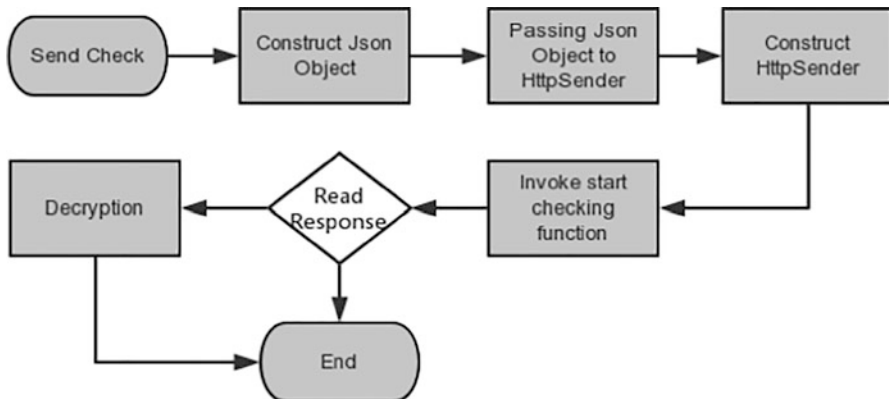 Send Check
Construct Json
Object
Passing Json
Object to
HttpSender
Construct
HttpSender
Decryption
Read
Response
Invoke start
checking
function
End